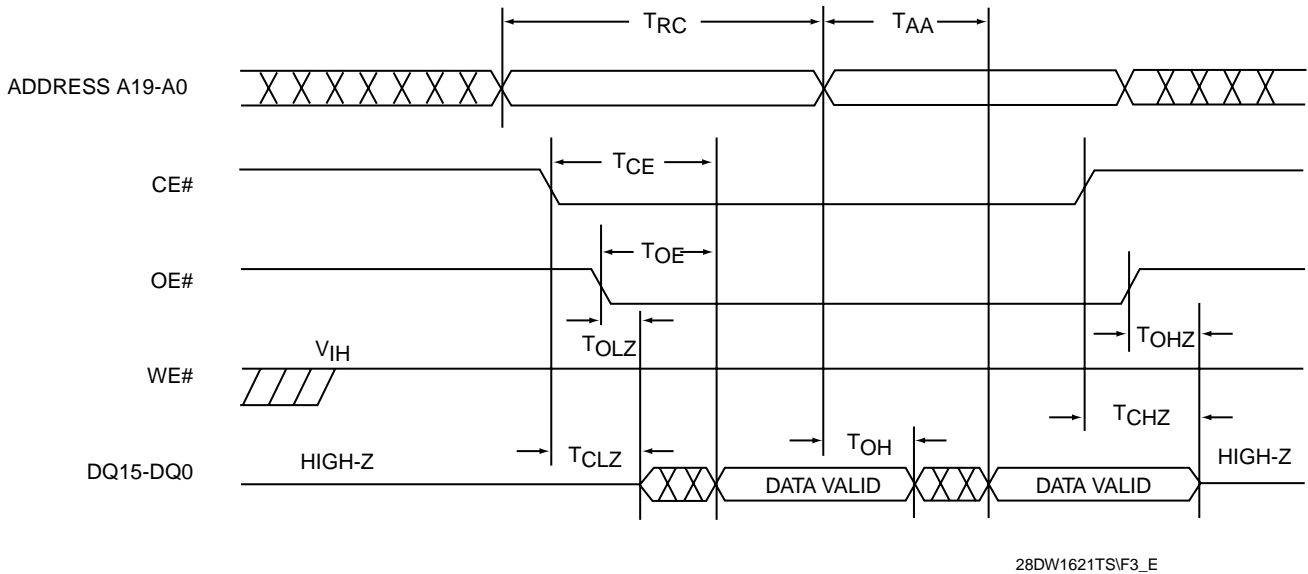 TRC TAA
ADDRESS A19-A0
TCE
CE#
TOE
OE#
TOLZ TOHZ
VIH
WE#
TCHZ
TCLZ TOH
HIGH-Z HIGH-Z
DQ15-DQ0 DATA VALID DATA VALID
28DW1621TS\F3_E